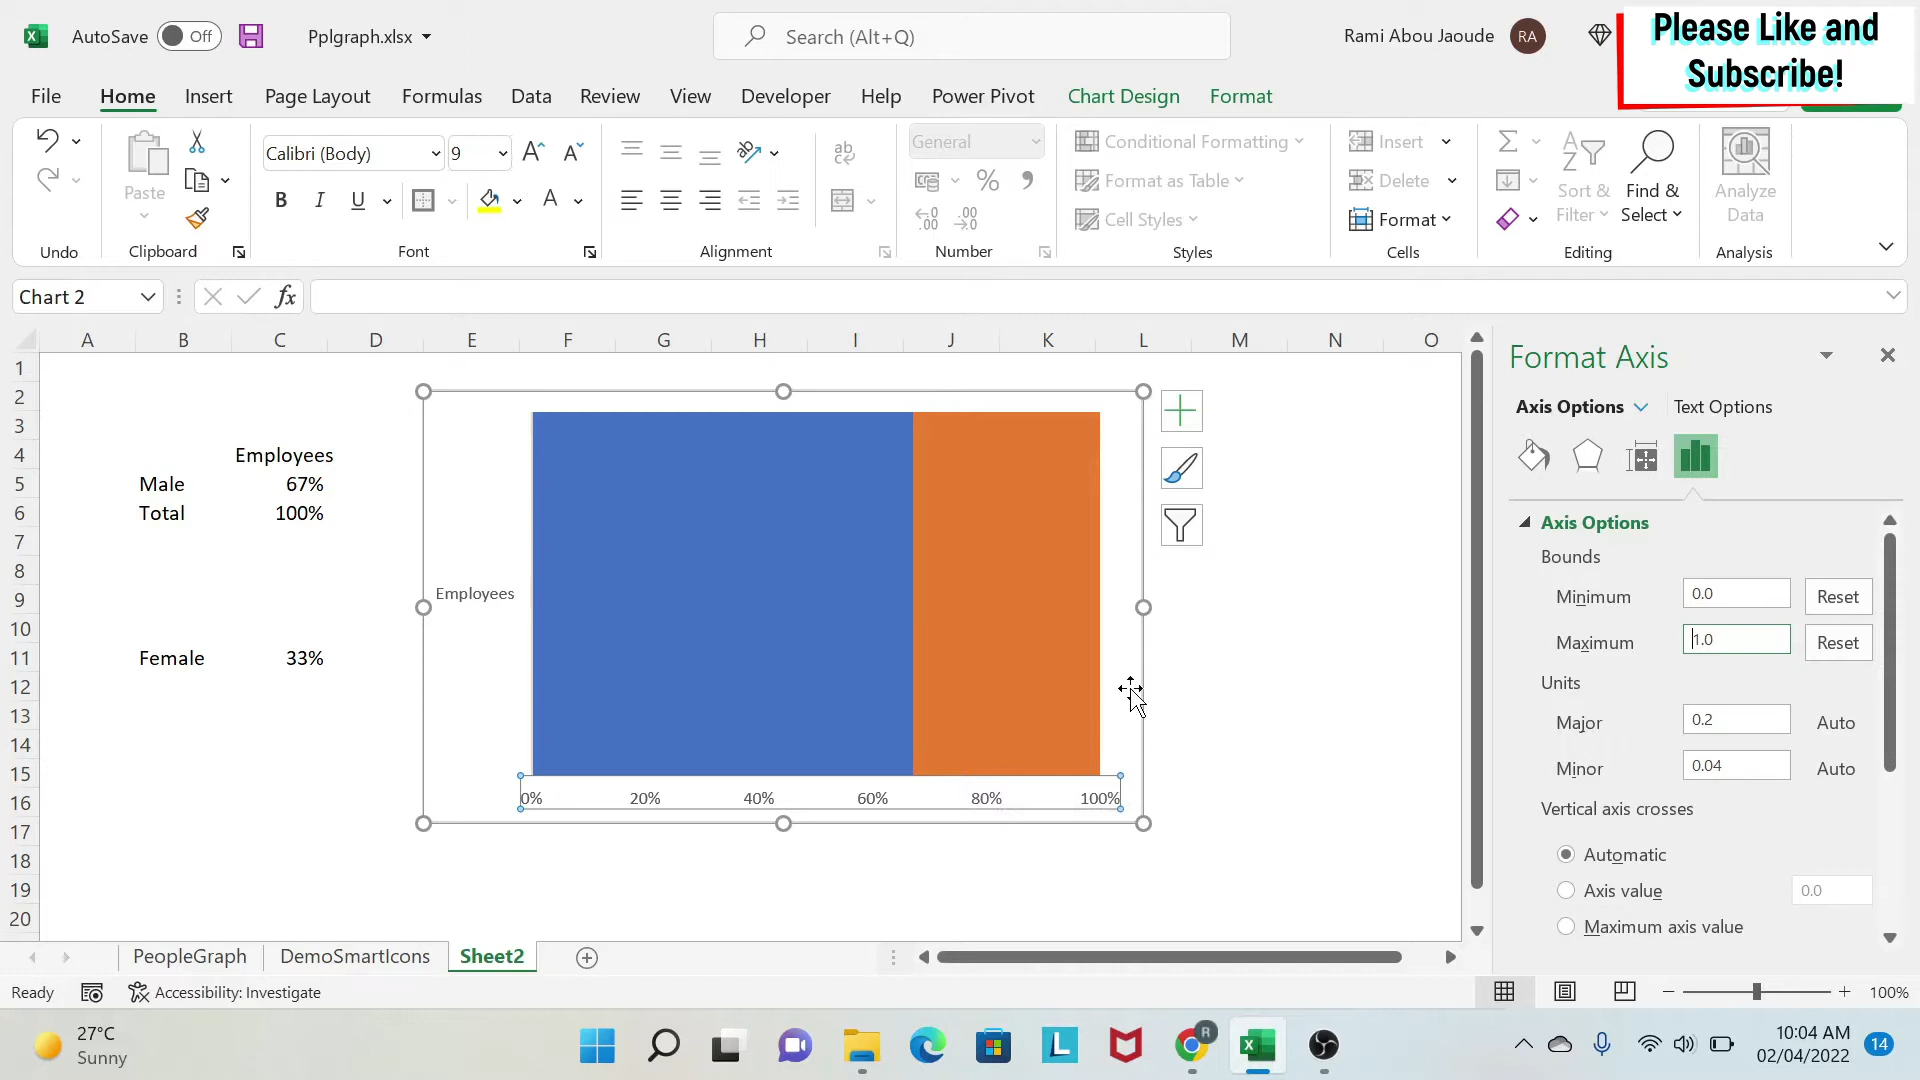 AutoSave
Off
Pplgraph.xlsx
Search (Alt+Q)
Rami Abou Jaoude
RA
Please Like and
Subscribe!
File
Home
Insert
Page Layout
Formulas
Data
Review
View
Developer
Help
Power Pivot
Chart Design
Format
Undo
Paste
Clipboard
Calibri (Body)
9
B
I
U
Font
ab
Alignment
General
Number
Conditional Formatting
Format as Table
Cell Styles
Styles
Insert
Delete
Format
Cells
Sort &
Filter
Find &
Select
Editing
Analyze
Data
Analysis
Chart 2
fx
A B C D E F G H I J K L M N O
1
2
3
4 Employees
5 Male 67%
6 Total 100%
7
8
9
10
11 Female 33%
12
13
14
15
16
17
18
19
20
Employees
0% 20% 40% 60% 80% 100%
Format Axis
Axis Options
Text Options
Axis Options
Bounds
Minimum 0.0 Reset
Maximum 1.0 Reset
Units
Major 0.2 Auto
Minor 0.04 Auto
Vertical axis crosses
Automatic
Axis value 0.0
Maximum axis value
PeopleGraph
DemoSmartIcons
Sheet2
Ready
Accessibility: Investigate
100%
27°C
Sunny
L
R
10:04 AM
02/04/2022
14